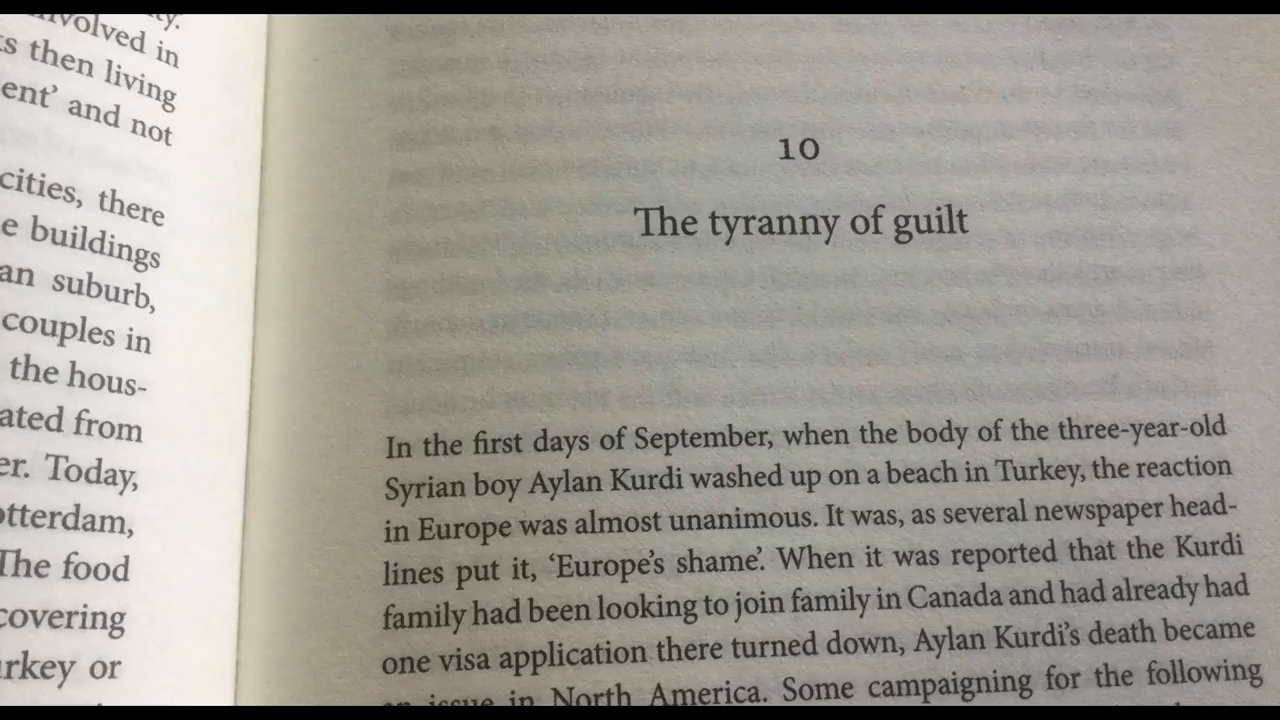 involved in
then living
ent’ and not
cities, there
e buildings
an suburb,
couples in
the hous-
ated from
er. Today,
otterdam,
The food
covering
urkey or
10
The tyranny of guilt
In the first days of September, when the body of the three-year-old
Syrian boy Aylan Kurdi washed up on a beach in Turkey, the reaction
in Europe was almost unanimous. It was, as several newspaper head-
lines put it, ‘Europe’s shame’. When it was reported that the Kurdi
family had been looking to join family in Canada and had already had
one visa application there turned down, Aylan Kurdi’s death became
an issue in North America. Some campaigning for the following